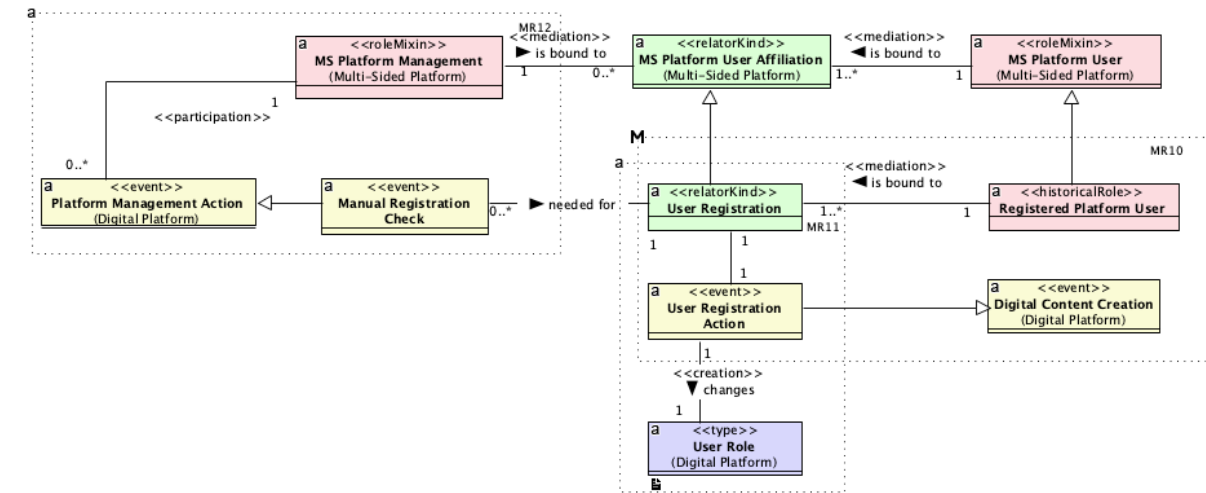 a
MR12
<<mediation>>
is bound to
1
0..*
a
<<roleMixin>>
MS Platform Management
(Multi-Sided Platform)
a
<<relatorKind>>
MS Platform User Affiliation
(Multi-Sided Platform)
<<mediation>>
is bound to
1..*
1
a
<<roleMixin>>
MS Platform User
(Multi-Sided Platform)
1
<<participation>>
0..*
M
MR10
a
a
<<event>>
Platform Management Action
(Digital Platform)
a
<<event>>
Manual Registration
Check
0..*
needed for
1
a
<<relatorKind>>
User Registration
MR11
<<mediation>>
is bound to
1..*
1
a
<<historicalRole>>
Registered Platform User
1
1
a
<<event>>
User Registration
Action
a
<<event>>
Digital Content Creation
(Digital Platform)
1
<<creation>>
changes
1
a
<<type>>
User Role
(Digital Platform)